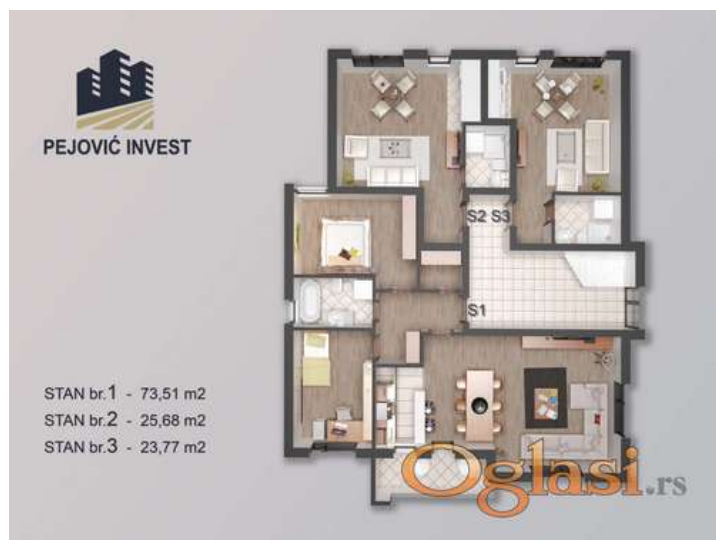 PEJOVIĆ INVEST
S2 S3
S1
STAN br.1 - 73,51 m2
STAN br.2 - 25,68 m2
STAN br.3 - 23,77 m2
Oglasi.rs